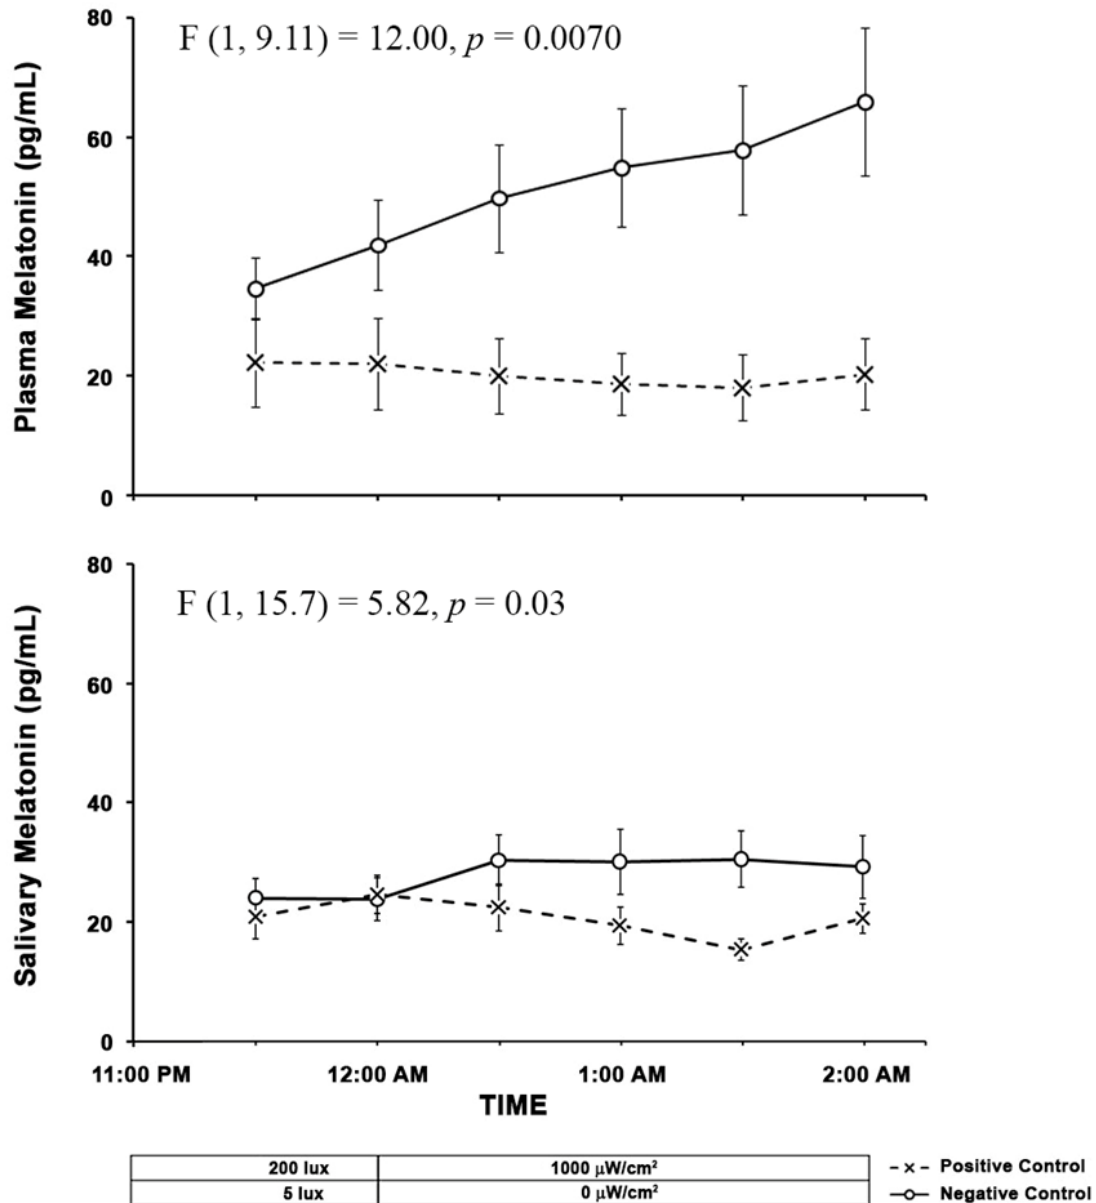 F (1, 9.11) = 12.00, p = 0.0070
Plasma Melatonin (pg/mL)
80
60
40
20
0
F (1, 15.7) = 5.82, p = 0.03
Salivary Melatonin (pg/mL)
80
60
40
20
0
11:00 PM 12:00 AM 1:00 AM 2:00 AM
TIME
200 lux 1000 µW/cm²
5 lux 0 µW/cm²
Positive Control
Negative Control